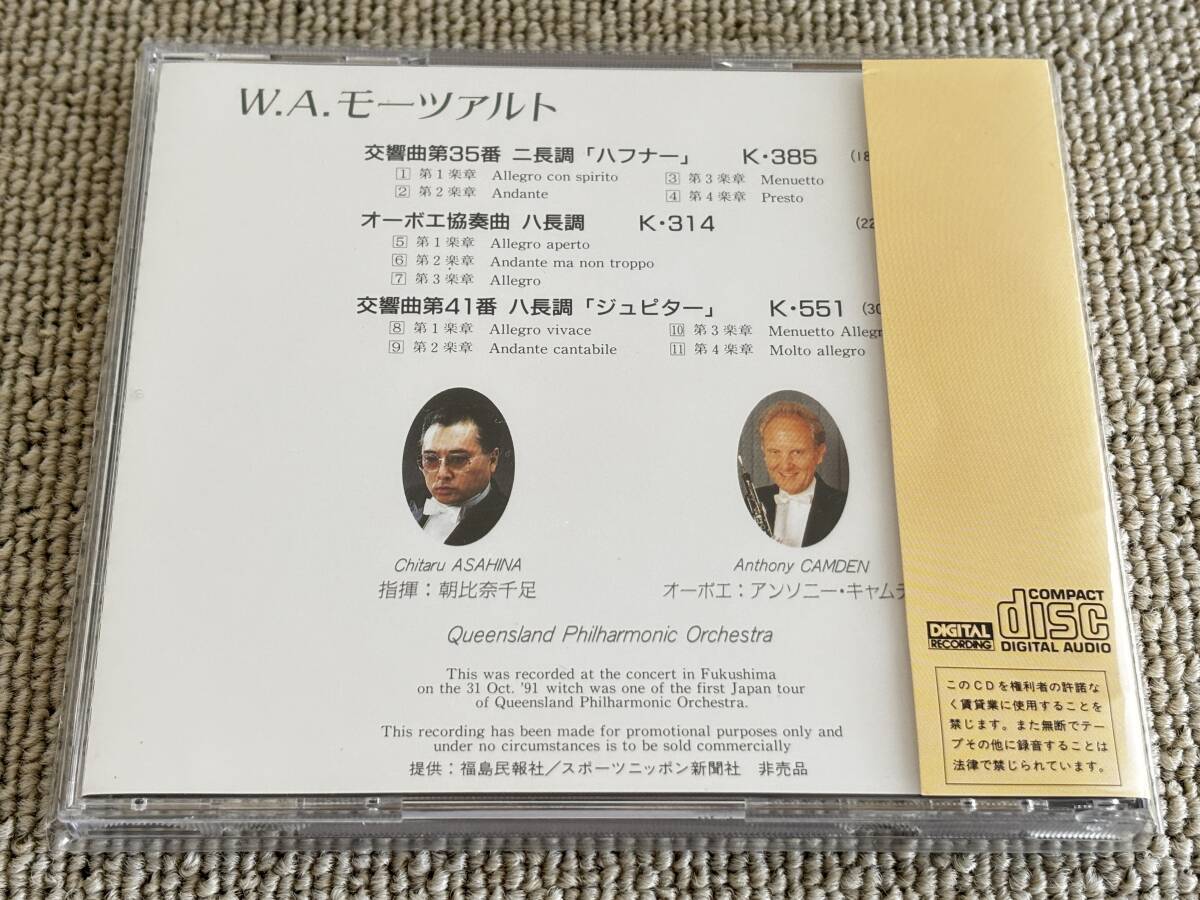 W.A.モーツァルト
交響曲第35番 ニ長調「ハフナー」 K・385 (18
1 第1楽章 Allegro con spirito 3 第3楽章 Menuetto
2 第2楽章 Andante 4 第4楽章 Presto
オーボエ協奏曲 ハ長調 K・314 (22
5 第1楽章 Allegro aperto
6 第2楽章 Andante ma non troppo
7 第3楽章 Allegro
交響曲第41番 ハ長調「ジュピター」 K・551 (30
8 第1楽章 Allegro vivace 10 第3楽章 Menuetto Allegr
9 第2楽章 Andante cantabile 11 第4楽章 Molto allegro
Chitaru ASAHINA Anthony CAMDEN
指揮：朝比奈千足 オーボエ：アンソニー・キャムデ
Queensland Philharmonic Orchestra
This was recorded at the concert in Fukushima
on the 31 Oct. '91 witch was one of the first Japan tour
of Queensland Philharmonic Orchestra.
This recording has been made for promotional purposes only and
under no circumstances is to be sold commercially
提供：福島民報社／スポーツニッポン新聞社 非売品
DIGITAL
RECORDING
COMPACT
disc
DIGITAL AUDIO
このCDを権利者の許諾な
く賃貸業に使用することを
禁じます。また無断でテー
プその他に録音することは
法律で禁じられています。